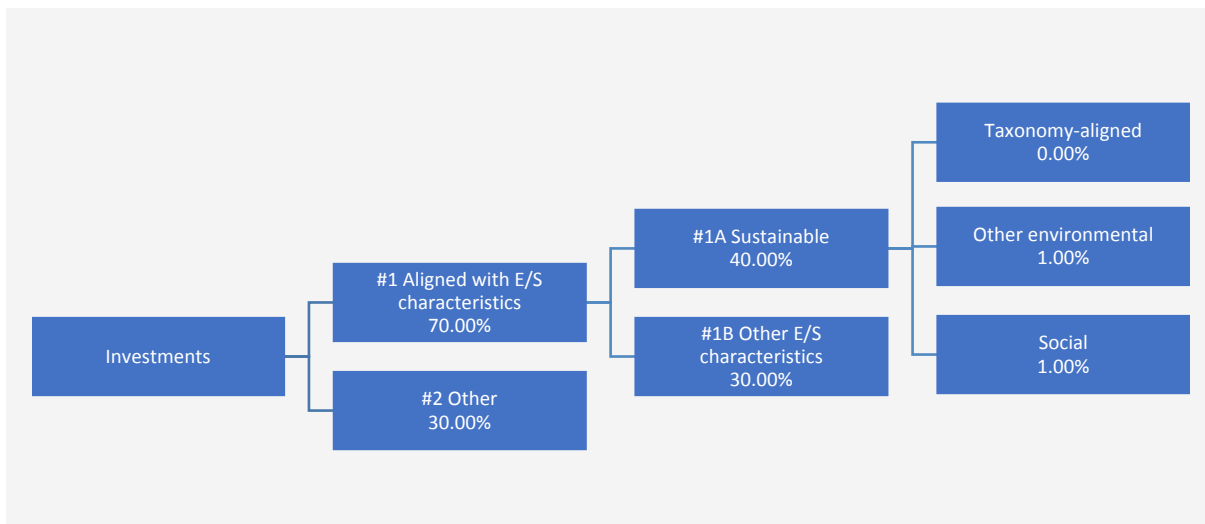 Investments
#1 Aligned with E/S
characteristics
70.00%
#2 Other
30.00%
#1A Sustainable
40.00%
#1B Other E/S
characteristics
30.00%
Taxonomy-aligned
0.00%
Other environmental
1.00%
Social
1.00%